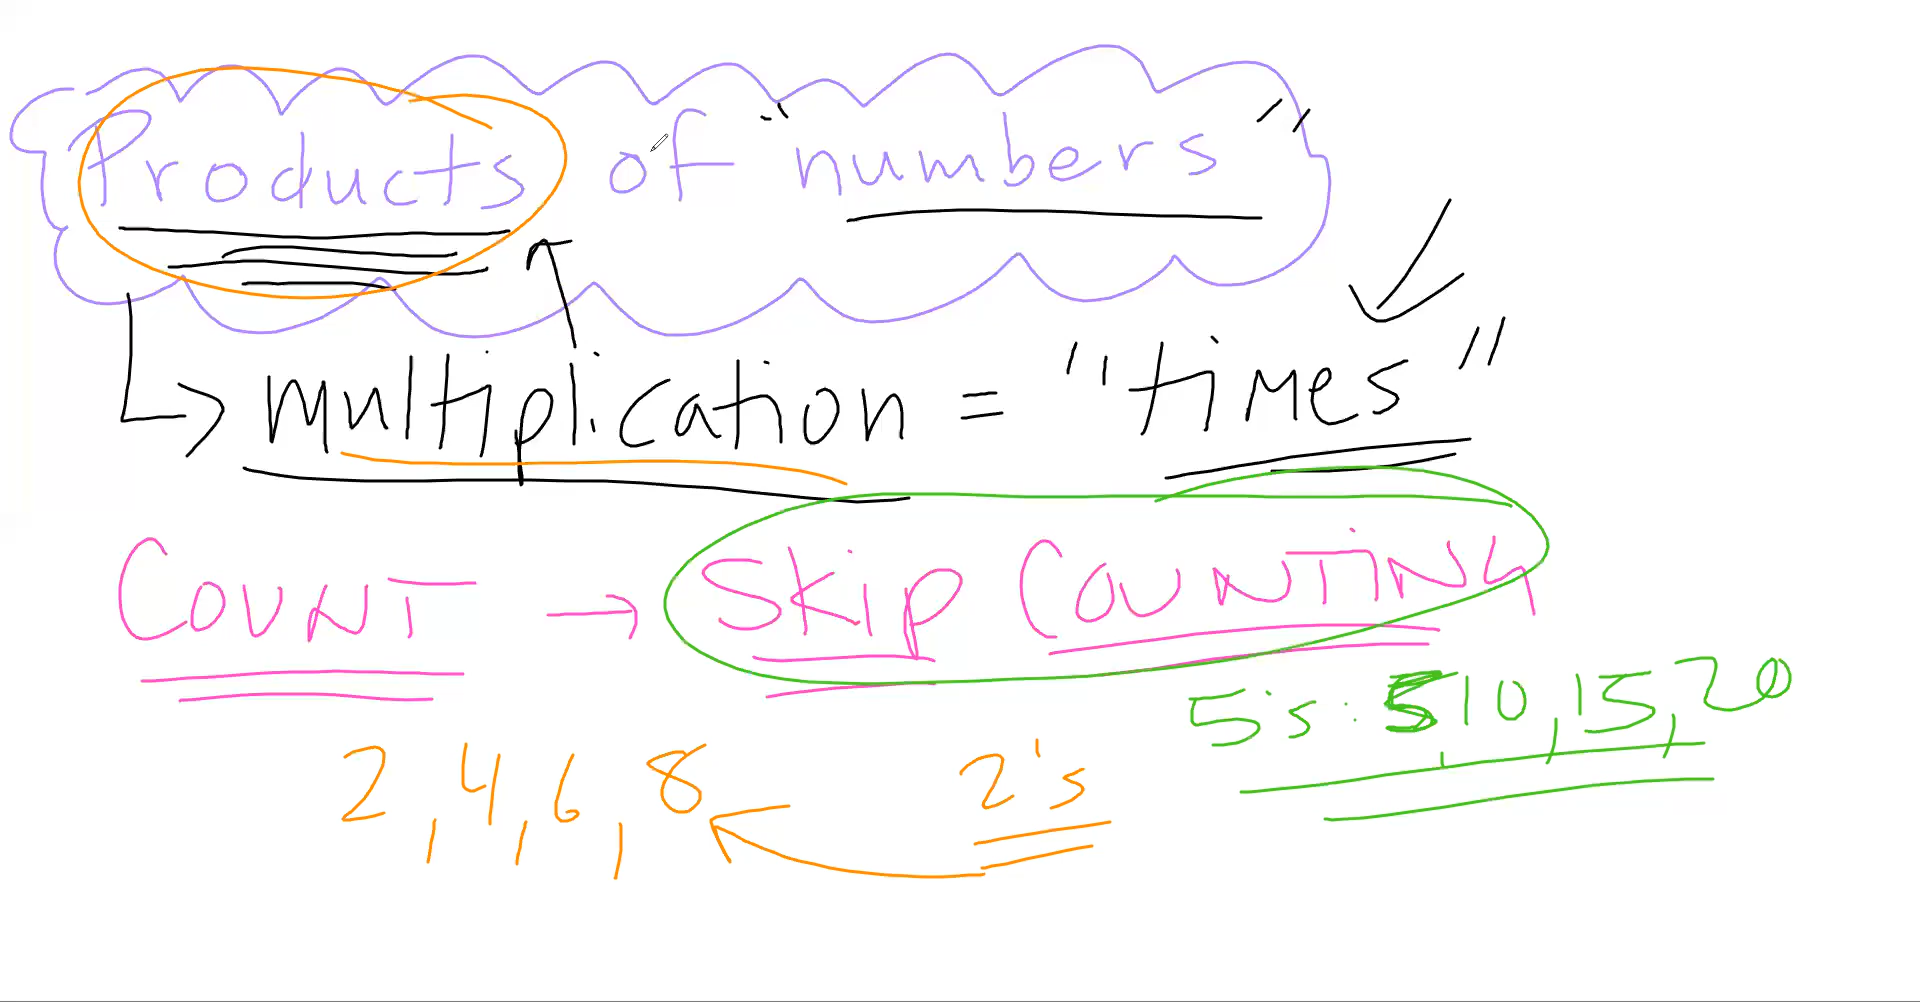 Products of "numbers"
↳ multiplication = "times"
COUNT → SKIP COUNTING
5's: 5, 10, 15, 20
2, 4, 6, 8 2's